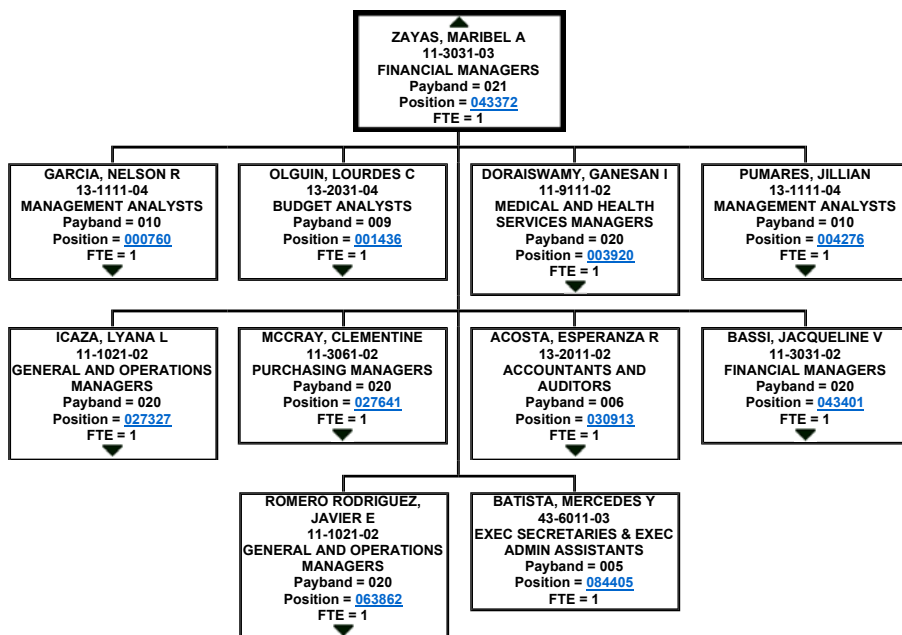 ZAYAS, MARIBEL A
11-3031-03
FINANCIAL MANAGERS
Payband = 021
Position = 043372
FTE = 1
GARCIA, NELSON R
13-1111-04
MANAGEMENT ANALYSTS
Payband = 010
Position = 000760
FTE = 1
OLGUIN, LOURDES C
13-2031-04
BUDGET ANALYSTS
Payband = 009
Position = 001436
FTE = 1
DORAISWAMY, GANESAN I
11-9111-02
MEDICAL AND HEALTH
SERVICES MANAGERS
Payband = 020
Position = 003920
FTE = 1
PUMARES, JILLIAN
13-1111-04
MANAGEMENT ANALYSTS
Payband = 010
Position = 004276
FTE = 1
ICAZA, LYANA L
11-1021-02
GENERAL AND OPERATIONS
MANAGERS
Payband = 020
Position = 027327
FTE = 1
MCCRAY, CLEMENTINE
11-3061-02
PURCHASING MANAGERS
Payband = 020
Position = 027641
FTE = 1
ACOSTA, ESPERANZA R
13-2011-02
ACCOUNTANTS AND
AUDITORS
Payband = 006
Position = 030913
FTE = 1
BASSI, JACQUELINE V
11-3031-02
FINANCIAL MANAGERS
Payband = 020
Position = 043401
FTE = 1
ROMERO RODRIGUEZ,
JAVIER E
11-1021-02
GENERAL AND OPERATIONS
MANAGERS
Payband = 020
Position = 063862
FTE = 1
BATISTA, MERCEDES Y
43-6011-03
EXEC SECRETARIES & EXEC
ADMIN ASSISTANTS
Payband = 005
Position = 084405
FTE = 1